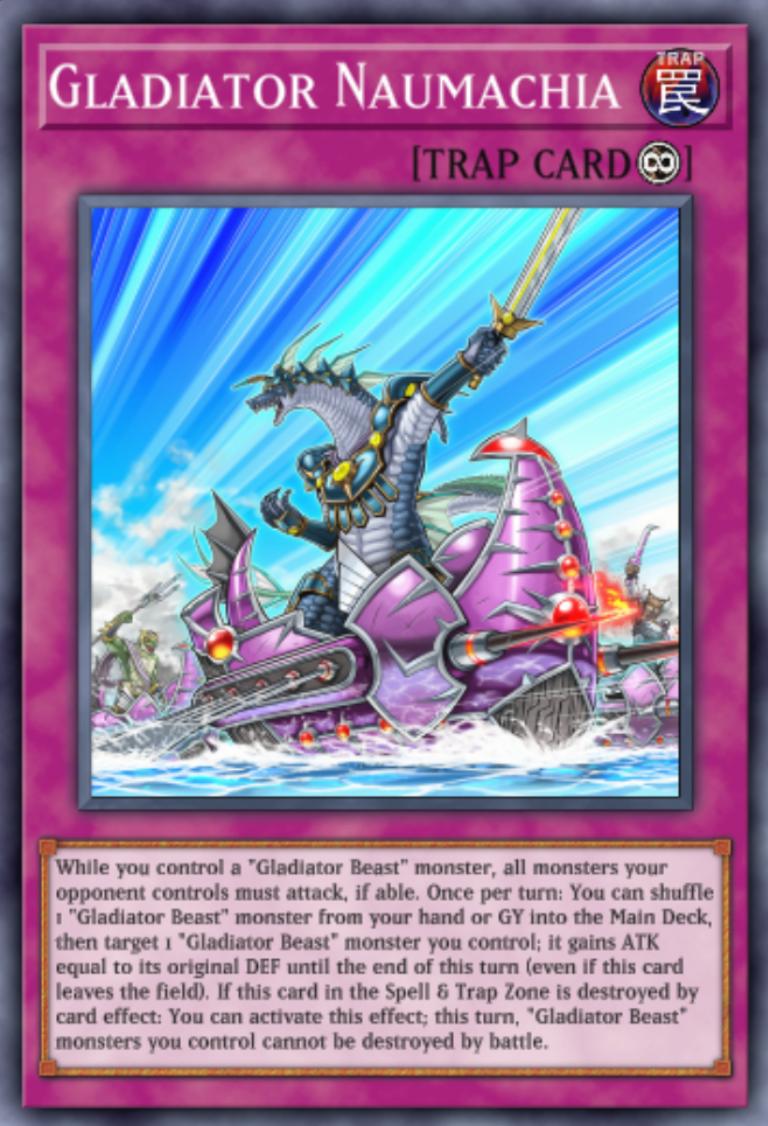 GLADIATOR NAUMACHIA
TRAP
罠
[TRAP CARD∞]
While you control a "Gladiator Beast" monster, all monsters your
opponent controls must attack, if able. Once per turn: You can shuffle
1 "Gladiator Beast" monster from your hand or GY into the Main Deck,
then target 1 "Gladiator Beast" monster you control; it gains ATK
equal to its original DEF until the end of this turn (even if this card
leaves the field). If this card in the Spell & Trap Zone is destroyed by
card effect: You can activate this effect; this turn, "Gladiator Beast"
monsters you control cannot be destroyed by battle.